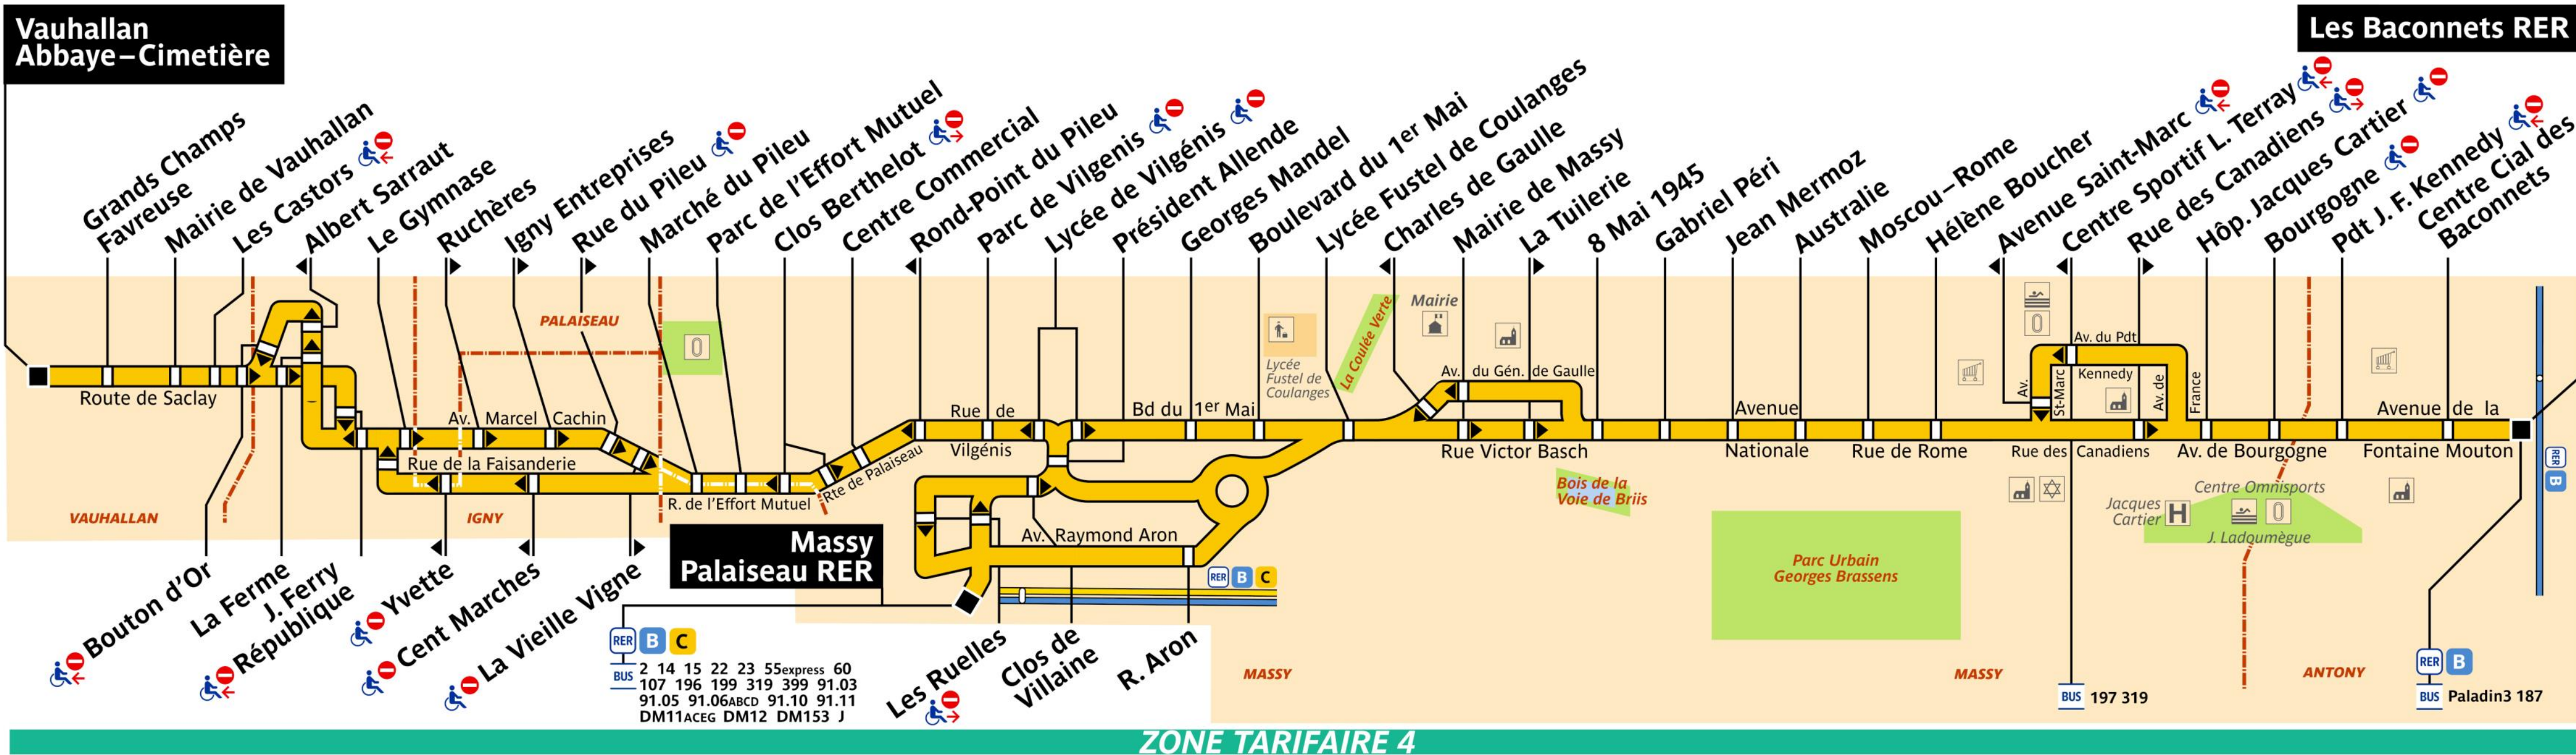 Vauhallan
Abbaye–Cimetière
Les Baconnets RER
Grands Champs
Favreuse
Mairie de Vauhallan
Les Castors
Albert Sarraut
Le Gymnase
Ruchères
Igny Entreprises
Rue du Pileu
Marché du Pileu
Parc de l'Effort Mutuel
Clos Berthelot
Centre Commercial
Rond-Point du Pileu
Parc de Vilgenis
Lycée de Vilgénis
Président Allende
Georges Mandel
Boulevard du 1er Mai
Lycée Fustel de Coulanges
Charles de Gaulle
Mairie de Massy
La Tuilerie
8 Mai 1945
Gabriel Péri
Jean Mermoz
Australie
Moscou–Rome
Hélène Boucher
Avenue Saint-Marc
Centre Sportif L. Terray
Rue des Canadiens
Hôp. Jacques Cartier
Bourgogne
Pdt J. F. Kennedy
Centre Cial des
Baconnets
PALAISEAU
Lycée
Fustel de
Coulanges
La Coulée Verte
Mairie
Av. du Gén. de Gaulle
Av. du Pdt
Kennedy
Av.
St-Marc
Av. de
France
Route de Saclay
Av. Marcel Cachin
Rue de la Faisanderie
R. de l'Effort Mutuel
Rte de Palaiseau
Rue de
Vilgénis
Bd du 1er Mai
Rue Victor Basch
Avenue
Nationale
Rue de Rome
Rue des Canadiens
Av. de Bourgogne
Avenue de la
Fontaine Mouton
RER B
VAUHALLAN
IGNY
Av. Raymond Aron
Bois de la
Voie de Briis
Parc Urbain
Georges Brassens
Jacques
Cartier H
Centre Omnisports
J. Ladoumègue
Massy
Palaiseau RER
RER B C
Bouton d'Or
La Ferme
J. Ferry
République
Yvette
Cent Marches
La Vieille Vigne
RER B C
BUS 2 14 15 22 23 55express 60
107 196 199 319 399 91.03
91.05 91.06ABCD 91.10 91.11
DM11ACEG DM12 DM153 J
Les Ruelles
Clos de
Villaine
R. Aron
MASSY
MASSY
ANTONY
BUS 197 319
RER B
BUS Paladin3 187
ZONE TARIFAIRE 4